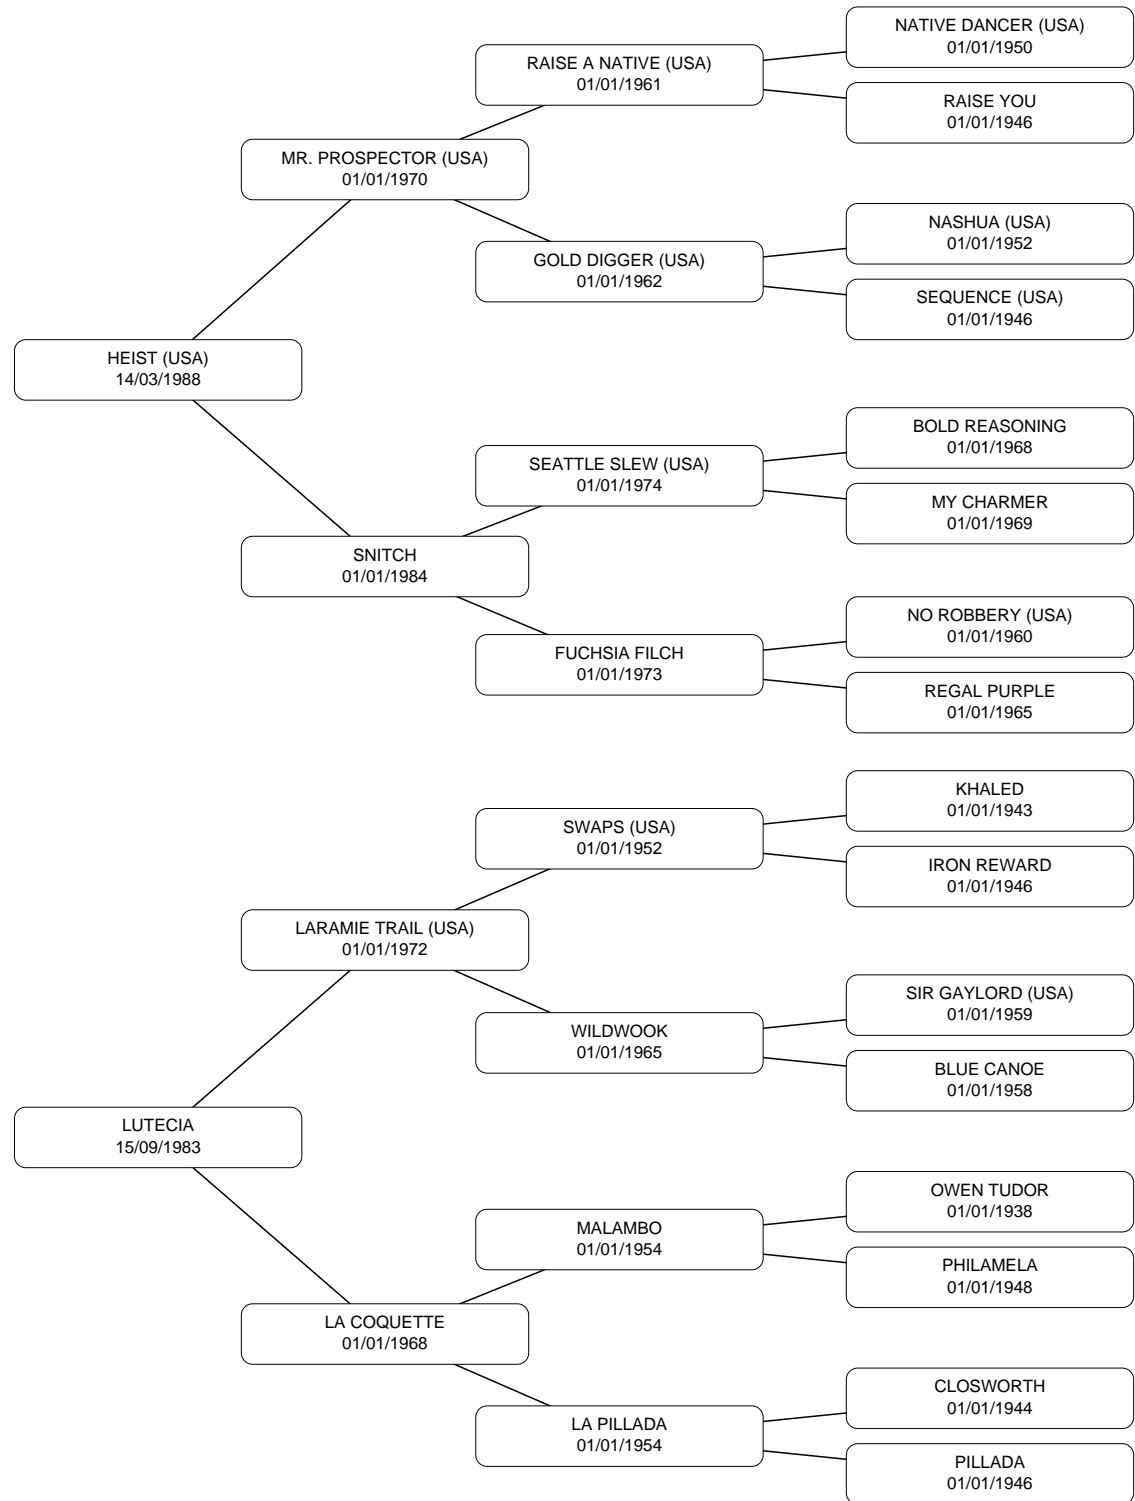 NATIVE DANCER (USA)
01/01/1950
RAISE A NATIVE (USA)
01/01/1961
RAISE YOU
01/01/1946
MR. PROSPECTOR (USA)
01/01/1970
NASHUA (USA)
01/01/1952
GOLD DIGGER (USA)
01/01/1962
SEQUENCE (USA)
01/01/1946
HEIST (USA)
14/03/1988
BOLD REASONING
01/01/1968
SEATTLE SLEW (USA)
01/01/1974
MY CHARMER
01/01/1969
SNITCH
01/01/1984
NO ROBBERY (USA)
01/01/1960
FUCHSIA FILCH
01/01/1973
REGAL PURPLE
01/01/1965
KHALED
01/01/1943
SWAPS (USA)
01/01/1952
IRON REWARD
01/01/1946
LARAMIE TRAIL (USA)
01/01/1972
SIR GAYLORD (USA)
01/01/1959
WILDWOOK
01/01/1965
BLUE CANOE
01/01/1958
LUTECIA
15/09/1983
OWEN TUDOR
01/01/1938
MALAMBO
01/01/1954
PHILAMELA
01/01/1948
LA COQUETTE
01/01/1968
CLOSWORTH
01/01/1944
LA PILLADA
01/01/1954
PILLADA
01/01/1946